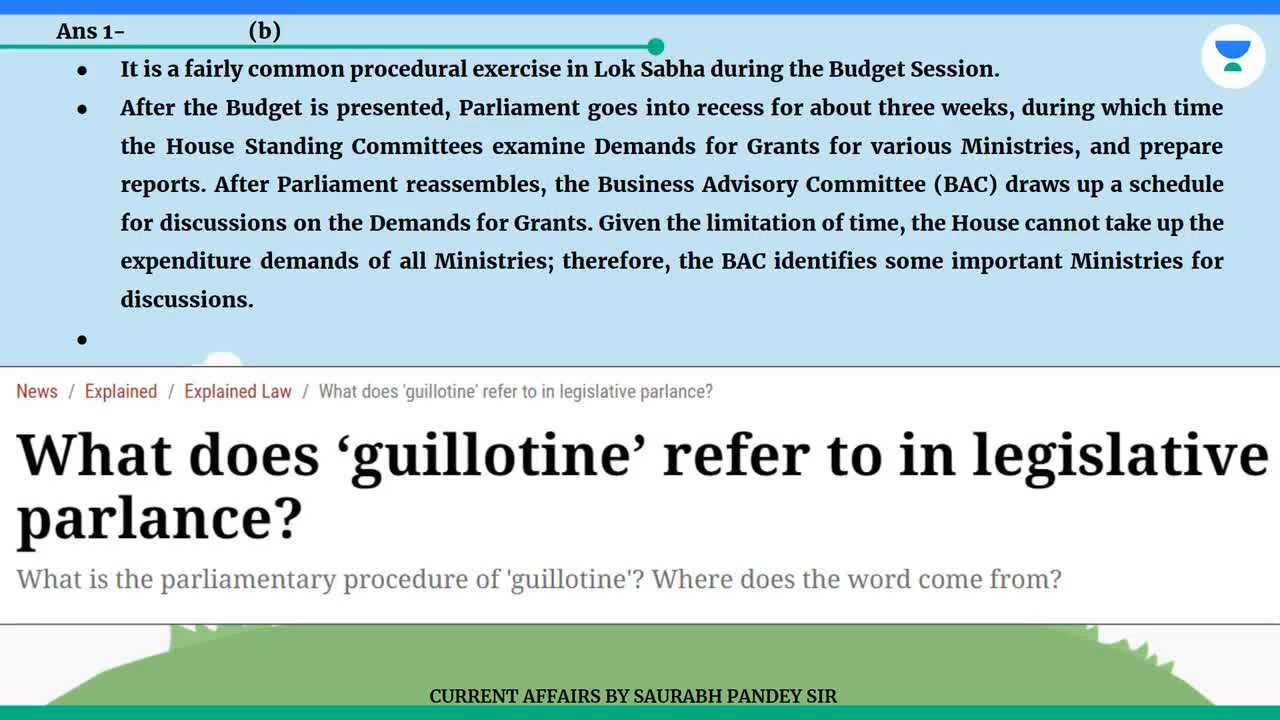 Ans 1- (b)
• It is a fairly common procedural exercise in Lok Sabha during the Budget Session.
• After the Budget is presented, Parliament goes into recess for about three weeks, during which time
the House Standing Committees examine Demands for Grants for various Ministries, and prepare
reports. After Parliament reassembles, the Business Advisory Committee (BAC) draws up a schedule
for discussions on the Demands for Grants. Given the limitation of time, the House cannot take up the
expenditure demands of all Ministries; therefore, the BAC identifies some important Ministries for
discussions.
•
News / Explained / Explained Law / What does 'guillotine' refer to in legislative parlance?
What does ‘guillotine’ refer to in legislative
parlance?
What is the parliamentary procedure of 'guillotine'? Where does the word come from?
CURRENT AFFAIRS BY SAURABH PANDEY SIR